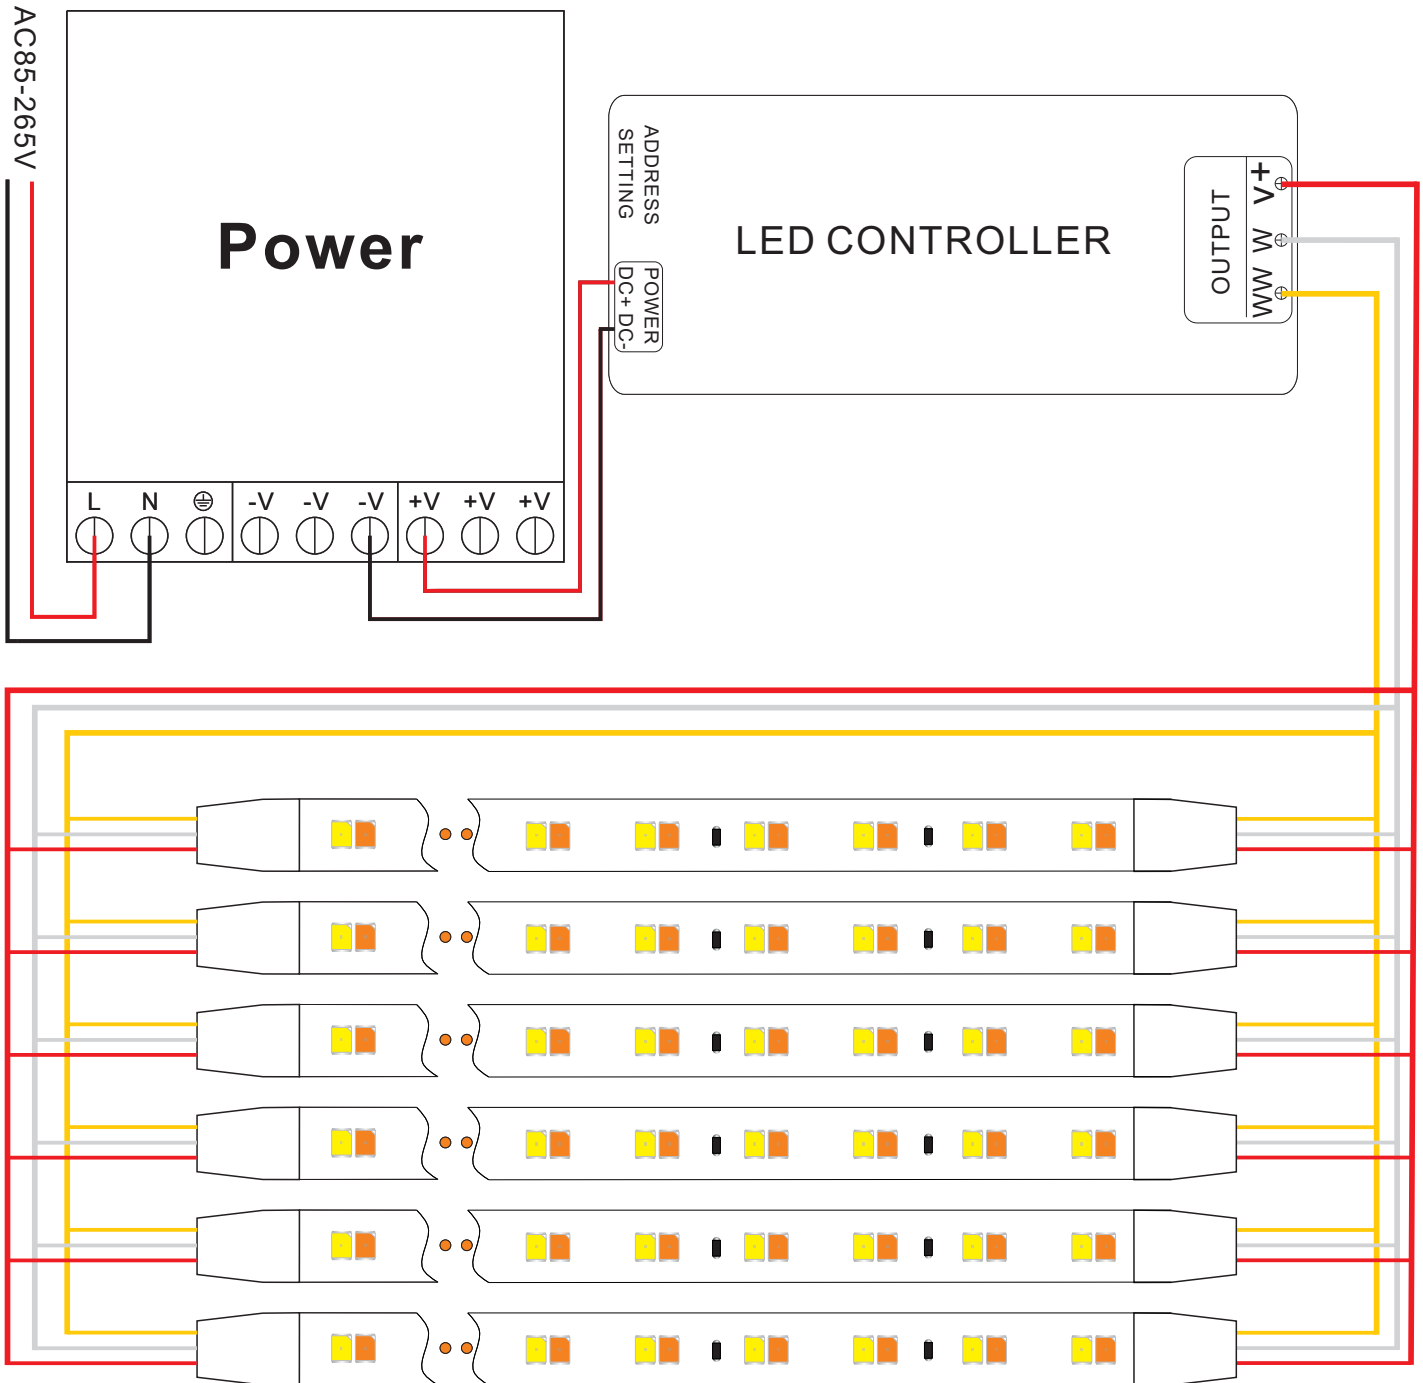 AC85-265V
Power
L N -V -V -V +V +V +V
ADDRESS
SETTING
POWER
DC+ DC-
LED CONTROLLER
OUTPUT
V+
W
WW